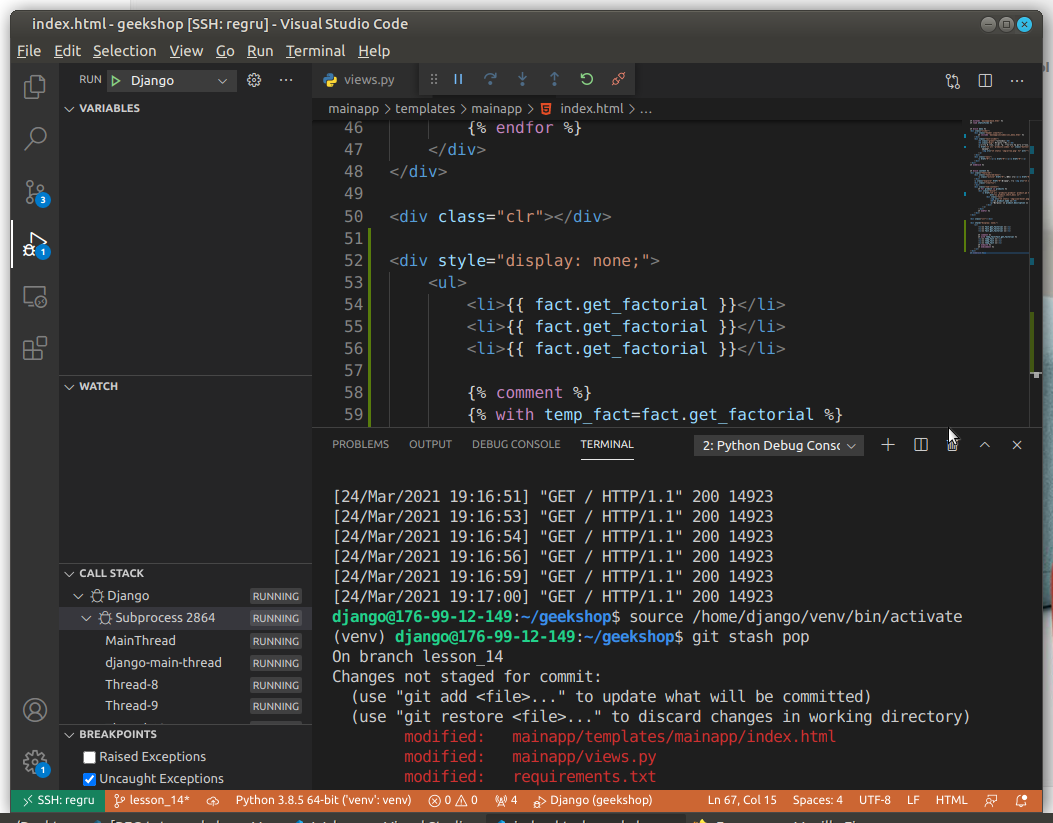 index.html - geekshop [SSH: regru] - Visual Studio Code
File Edit Selection View Go Run Terminal Help
RUN Django
views.py
VARIABLES
mainapp > templates > mainapp > index.html > ...
46 {% endfor %}
47 </div>
48 </div>
49
50 <div class="clr"></div>
51
52 <div style="display: none;">
53 <ul>
54 <li>{{ fact.get_factorial }}</li>
55 <li>{{ fact.get_factorial }}</li>
56 <li>{{ fact.get_factorial }}</li>
57
58 {% comment %}
59 {% with temp_fact=fact.get_factorial %}
3
1
WATCH
PROBLEMS OUTPUT DEBUG CONSOLE TERMINAL 2: Python Debug Consc
[24/Mar/2021 19:16:51] "GET / HTTP/1.1" 200 14923
[24/Mar/2021 19:16:53] "GET / HTTP/1.1" 200 14923
[24/Mar/2021 19:16:54] "GET / HTTP/1.1" 200 14923
[24/Mar/2021 19:16:56] "GET / HTTP/1.1" 200 14923
[24/Mar/2021 19:16:59] "GET / HTTP/1.1" 200 14923
[24/Mar/2021 19:17:00] "GET / HTTP/1.1" 200 14923
django@176-99-12-149:~/geekshop$ source /home/django/venv/bin/activate
(venv) django@176-99-12-149:~/geekshop$ git stash pop
On branch lesson_14
Changes not staged for commit:
(use "git add <file>..." to update what will be committed)
(use "git restore <file>..." to discard changes in working directory)
modified: mainapp/templates/mainapp/index.html
modified: mainapp/views.py
modified: requirements.txt
CALL STACK
Django RUNNING
Subprocess 2864 RUNNING
MainThread RUNNING
django-main-thread RUNNING
Thread-8 RUNNING
Thread-9 RUNNING
BREAKPOINTS
Raised Exceptions
Uncaught Exceptions
1
SSH: regru lesson_14* Python 3.8.5 64-bit ('venv': venv) 0 0 4 Django (geekshop) Ln 67, Col 15 Spaces: 4 UTF-8 LF HTML